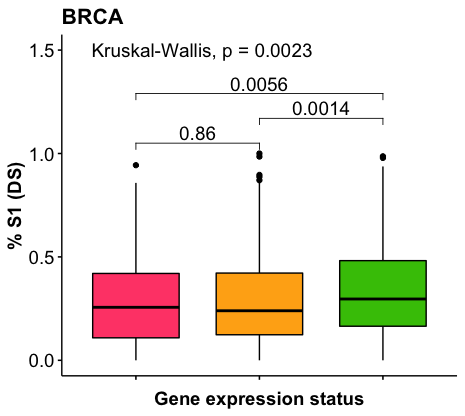 BRCA
Kruskal-Wallis, p = 0.0023
0.0056
0.0014
0.86
1.5
1.0
0.5
0.0
% S1 (DS)
Gene expression status